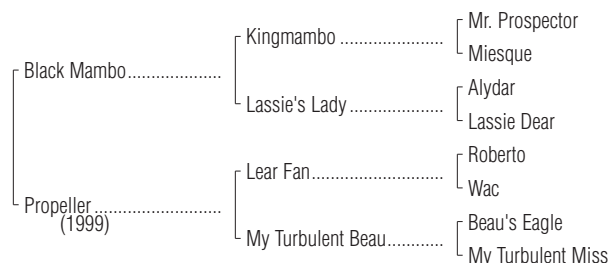 Mr. Prospector
Kingmambo ......................
Miesque
Black Mambo....................
Alydar
Lassie's Lady ....................
Lassie Dear
Roberto
Lear Fan............................
Wac
Propeller ...........................
(1999)
Beau's Eagle
My Turbulent Beau............
My Turbulent Miss